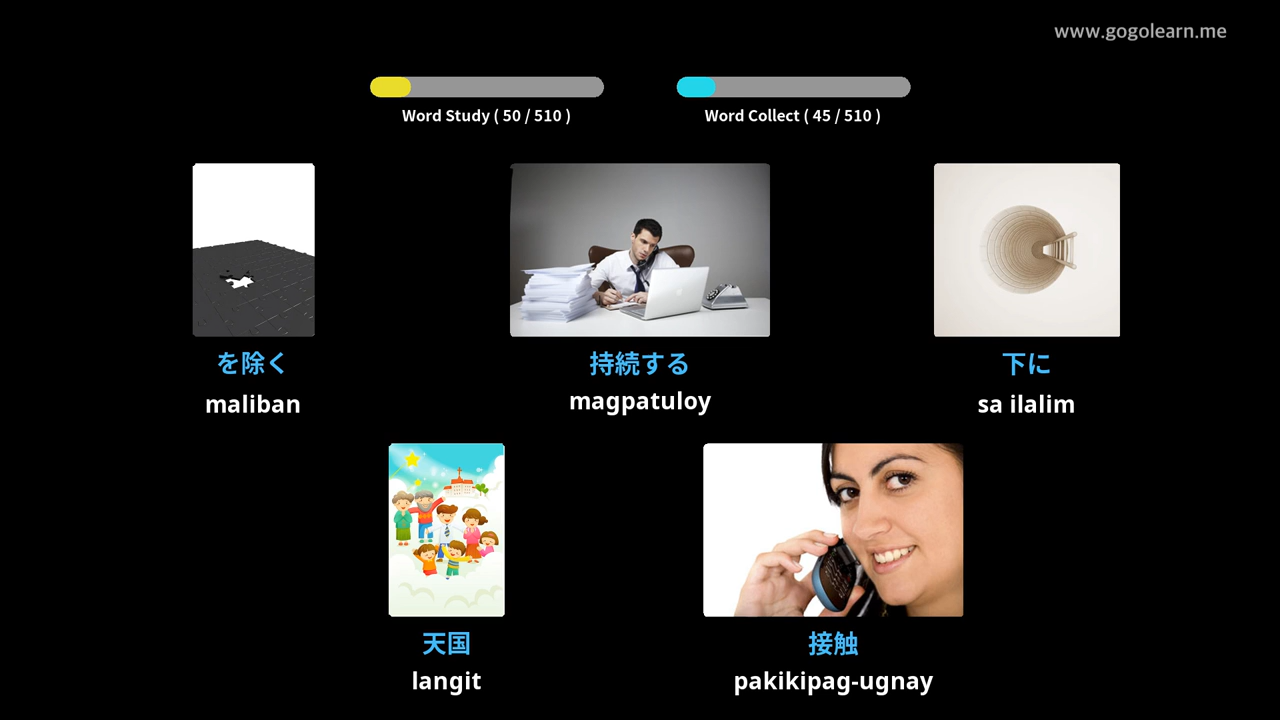 www.gogolearn.me
Word Study ( 50 / 510 )
Word Collect ( 45 / 510 )
を除く
maliban
持続する
magpatuloy
下に
sa ilalim
天国
langit
接触
pakikipag-ugnay